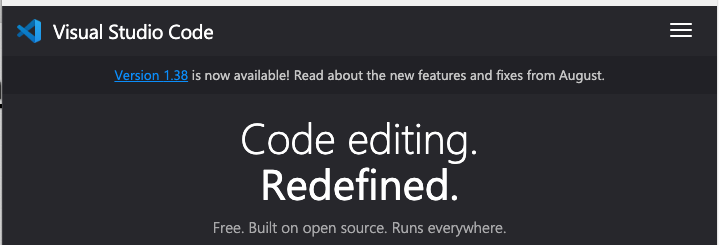 Visual Studio Code
Version 1.38 is now available! Read about the new features and fixes from August.
Code editing.
Redefined.
Free. Built on open source. Runs everywhere.